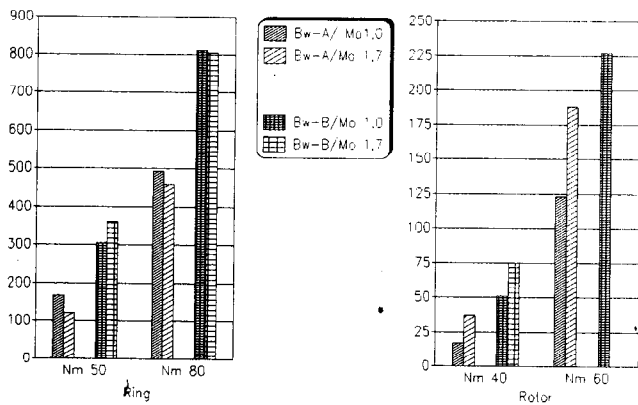 900
800
700
600
500
400
300
200
100
0
Nm 50
Nm 80
Ring
Bw-A/ Mo 1,0
Bw-A/Mo 1,7
Bw-B/Mo 1,0
Bw-B/Mo 1,7
250
225
200
175
150
125
100
75
50
25
0
Nm 40
Nm 60
Rotor